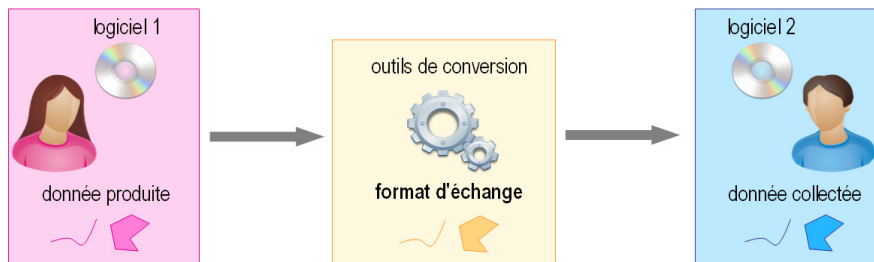 logiciel 1
donnée produite
outils de conversion
format d'échange
logiciel 2
donnée collectée